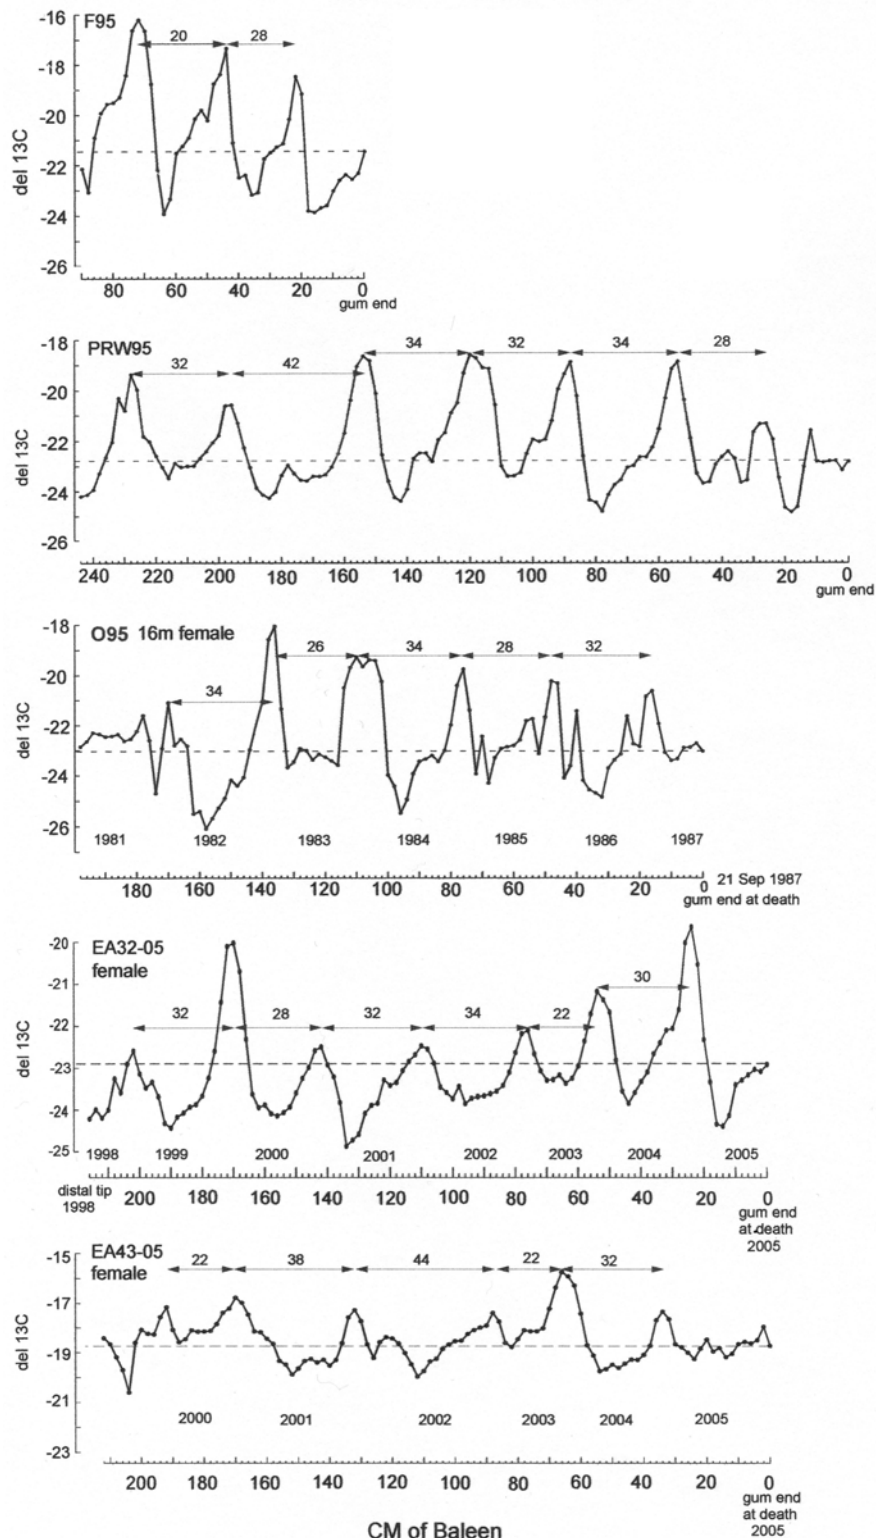 F95
-16
-18
-20
-22
-24
-26
del 13C
20 28
80 60 40 20 0
gum end
PRW95
-18
-20
-22
-24
-26
del 13C
32 42 34 32 34 28
240 220 200 180 160 140 120 100 80 60 40 20 0
gum end
O95 16m female
-18
-20
-22
-24
-26
del 13C
34 26 34 28 32
1981 1982 1983 1984 1985 1986 1987
180 160 140 120 100 80 60 40 20 0
21 Sep 1987
gum end at death
EA32-05
female
-20
-21
-22
-23
-24
-25
del 13C
32 28 32 34 22 30
1998 1999 2000 2001 2002 2003 2004 2005
distal tip
1998
200 180 160 140 120 100 80 60 40 20 0
gum end
at death
2005
EA43-05
female
-15
-17
-19
-21
-23
del 13C
22 38 44 22 32
2000 2001 2002 2003 2004 2005
200 180 160 140 120 100 80 60 40 20 0
gum end
at death
2005
CM of Baleen